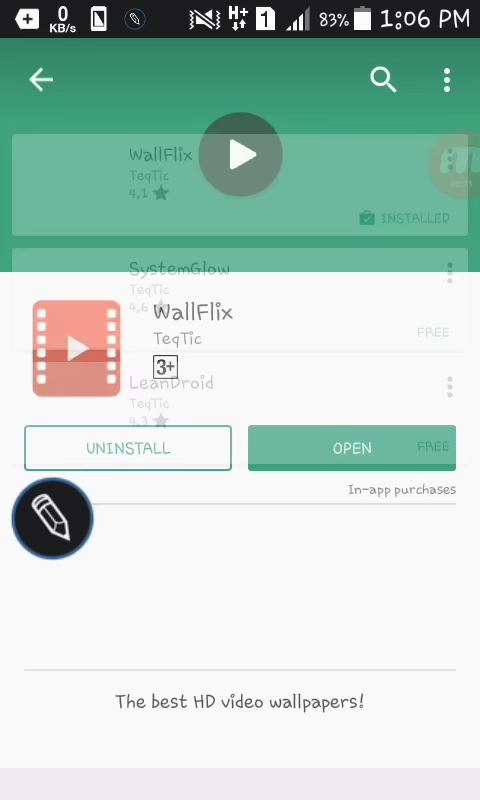 0 KB/s H+ 1 83% 1:06 PM
WallFlix
TeqTic
4.1
INSTALLED
SystemGlow
TeqTic
4.6
WallFlix
TeqTic
FREE
3+
LeanDroid
TeqTic
4.3
UNINSTALL
OPEN
FREE
In-app purchases
The best HD video wallpapers!